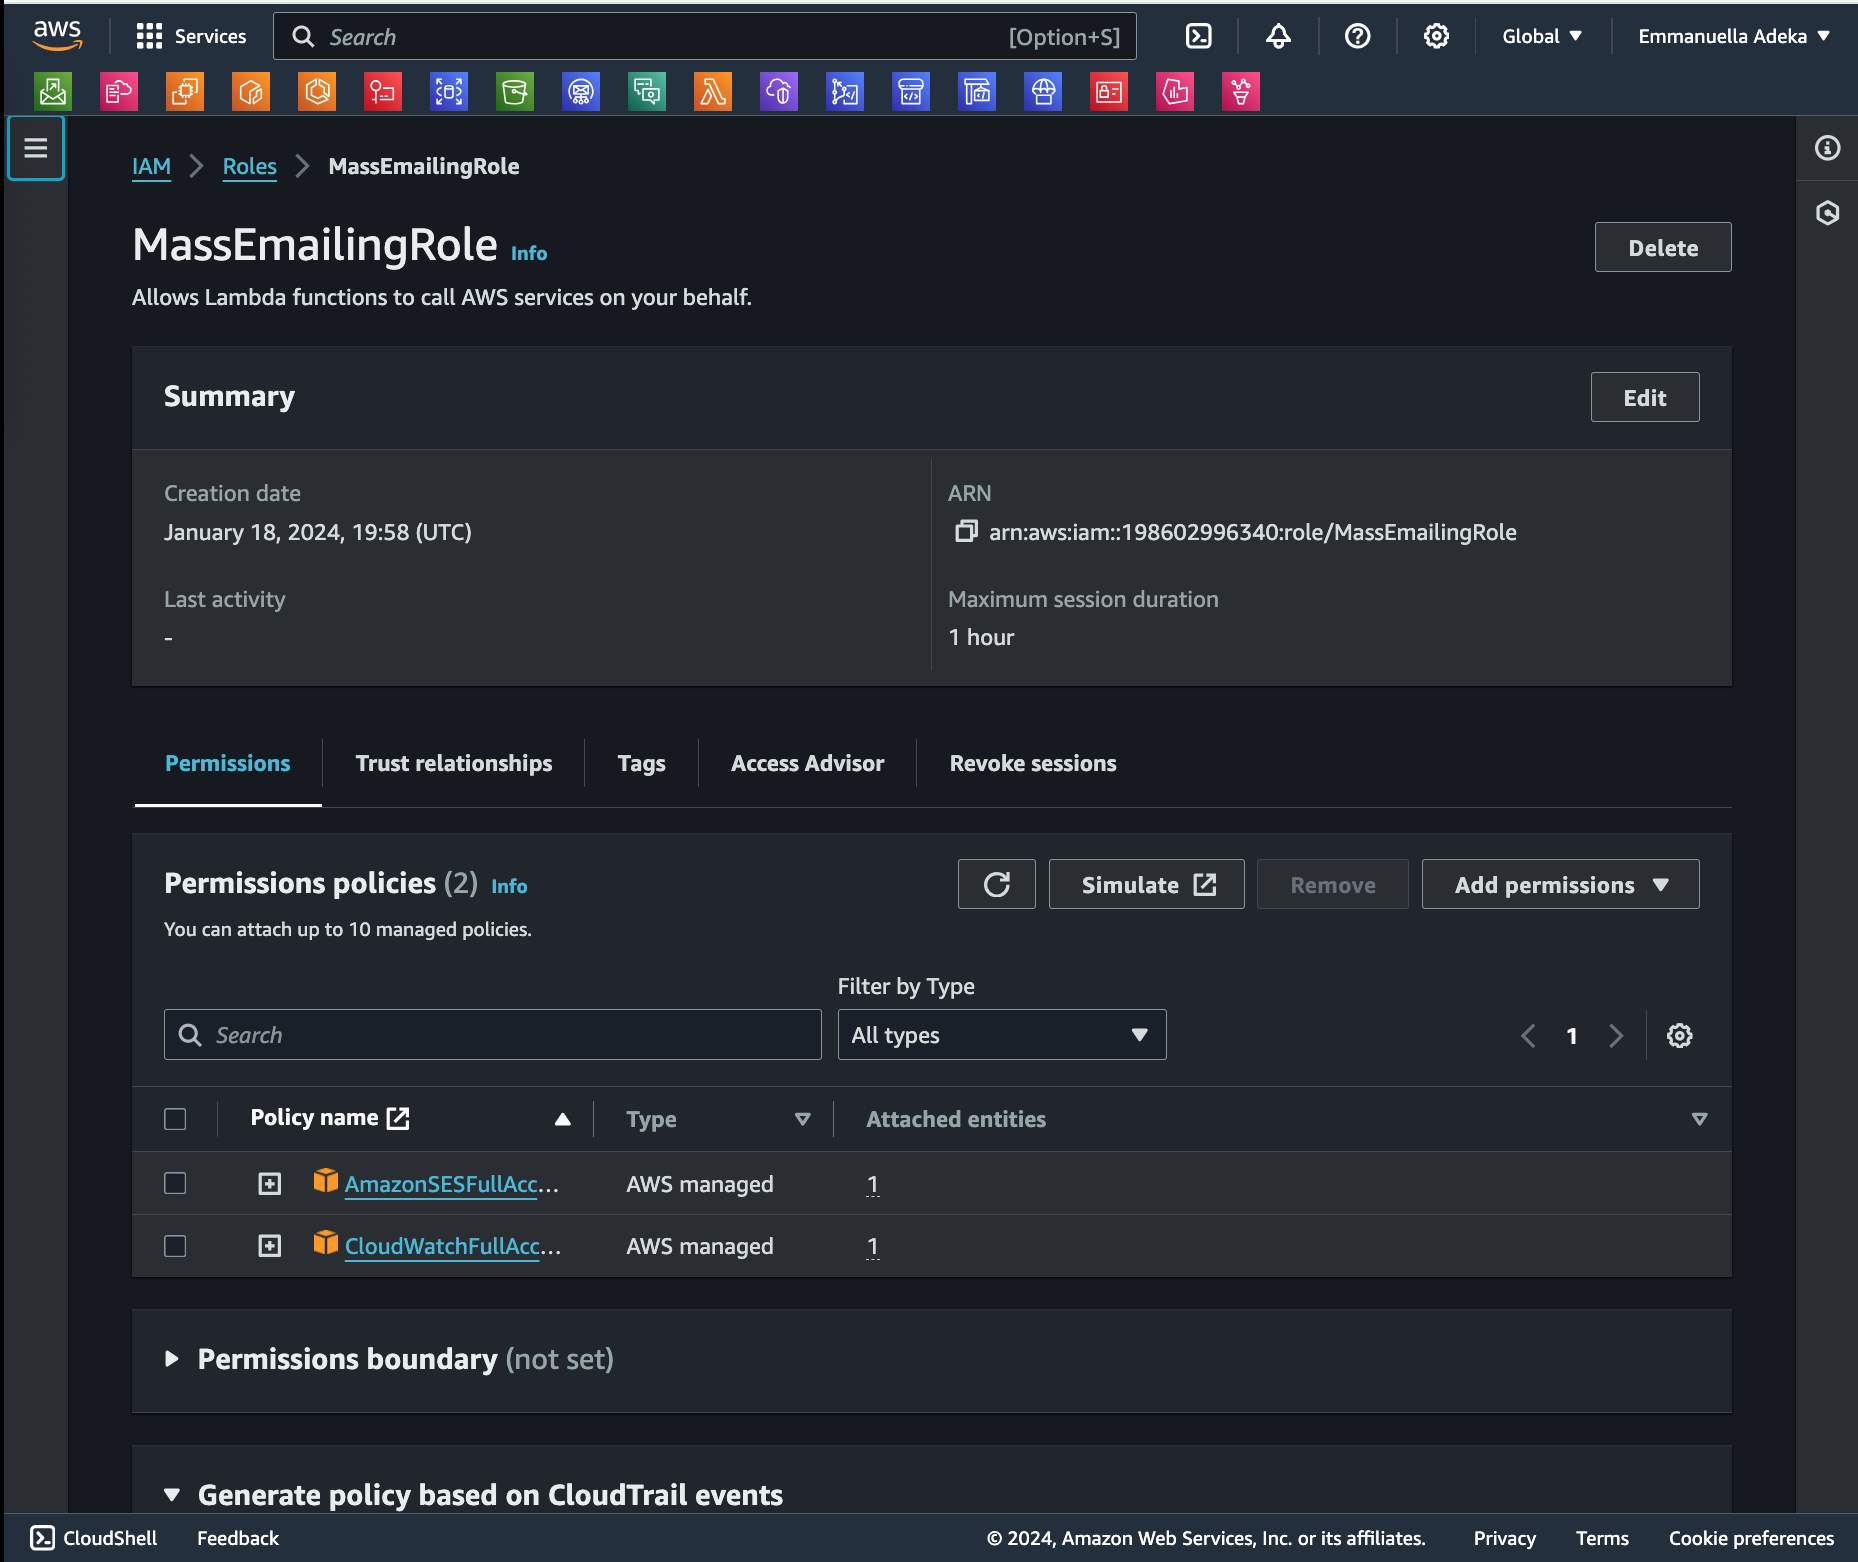 aws
Services
Search
[Option+S]
Global
Emmanuella Adeka
IAM
Roles
MassEmailingRole
MassEmailingRole Info
Delete
Allows Lambda functions to call AWS services on your behalf.
Summary
Edit
Creation date
January 18, 2024, 19:58 (UTC)
ARN
arn:aws:iam::198602996340:role/MassEmailingRole
Last activity
-
Maximum session duration
1 hour
Permissions
Trust relationships
Tags
Access Advisor
Revoke sessions
Permissions policies (2) Info
Simulate
Remove
Add permissions
You can attach up to 10 managed policies.
Filter by Type
Search
All types
1
Policy name
Type
Attached entities
AmazonSESFullAcc...
AWS managed
1
CloudWatchFullAcc...
AWS managed
1
Permissions boundary (not set)
Generate policy based on CloudTrail events
CloudShell
Feedback
© 2024, Amazon Web Services, Inc. or its affiliates.
Privacy
Terms
Cookie preferences